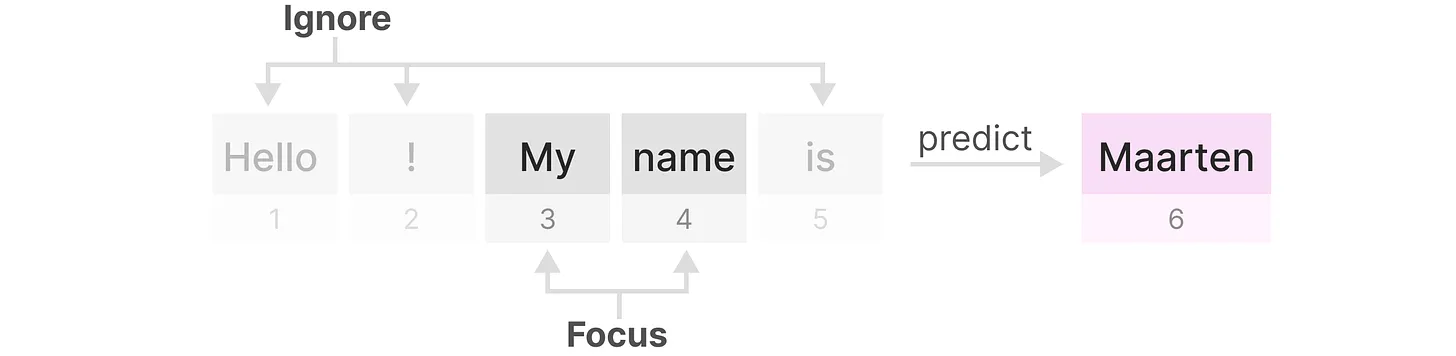 Ignore
Hello ! My name is predict Maarten
1 2 3 4 5 6
Focus